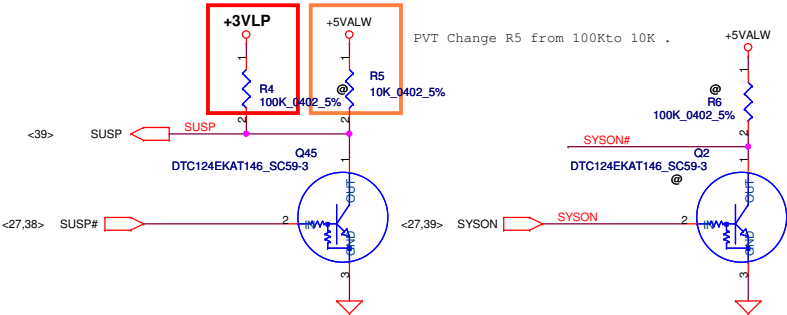 +3VLP
+5VALW
PVT Change R5 from 100Kto 10K .
+5VALW
1
1
1
R4
@
R5
@
100K_0402_5%
10K_0402_5%
R6
100K_0402_5%
2
2
2
<39>
SUSP
SUSP
SYSON#
Q45
1
Q2
1
DTC124EKAT146_SC59-3
DTC124EKAT146_SC59-3
@
OUT
OUT
<27,38>
SUSP#
2
IN
<27,39>
SYSON
SYSON
2
IN
GND
GND
3
3